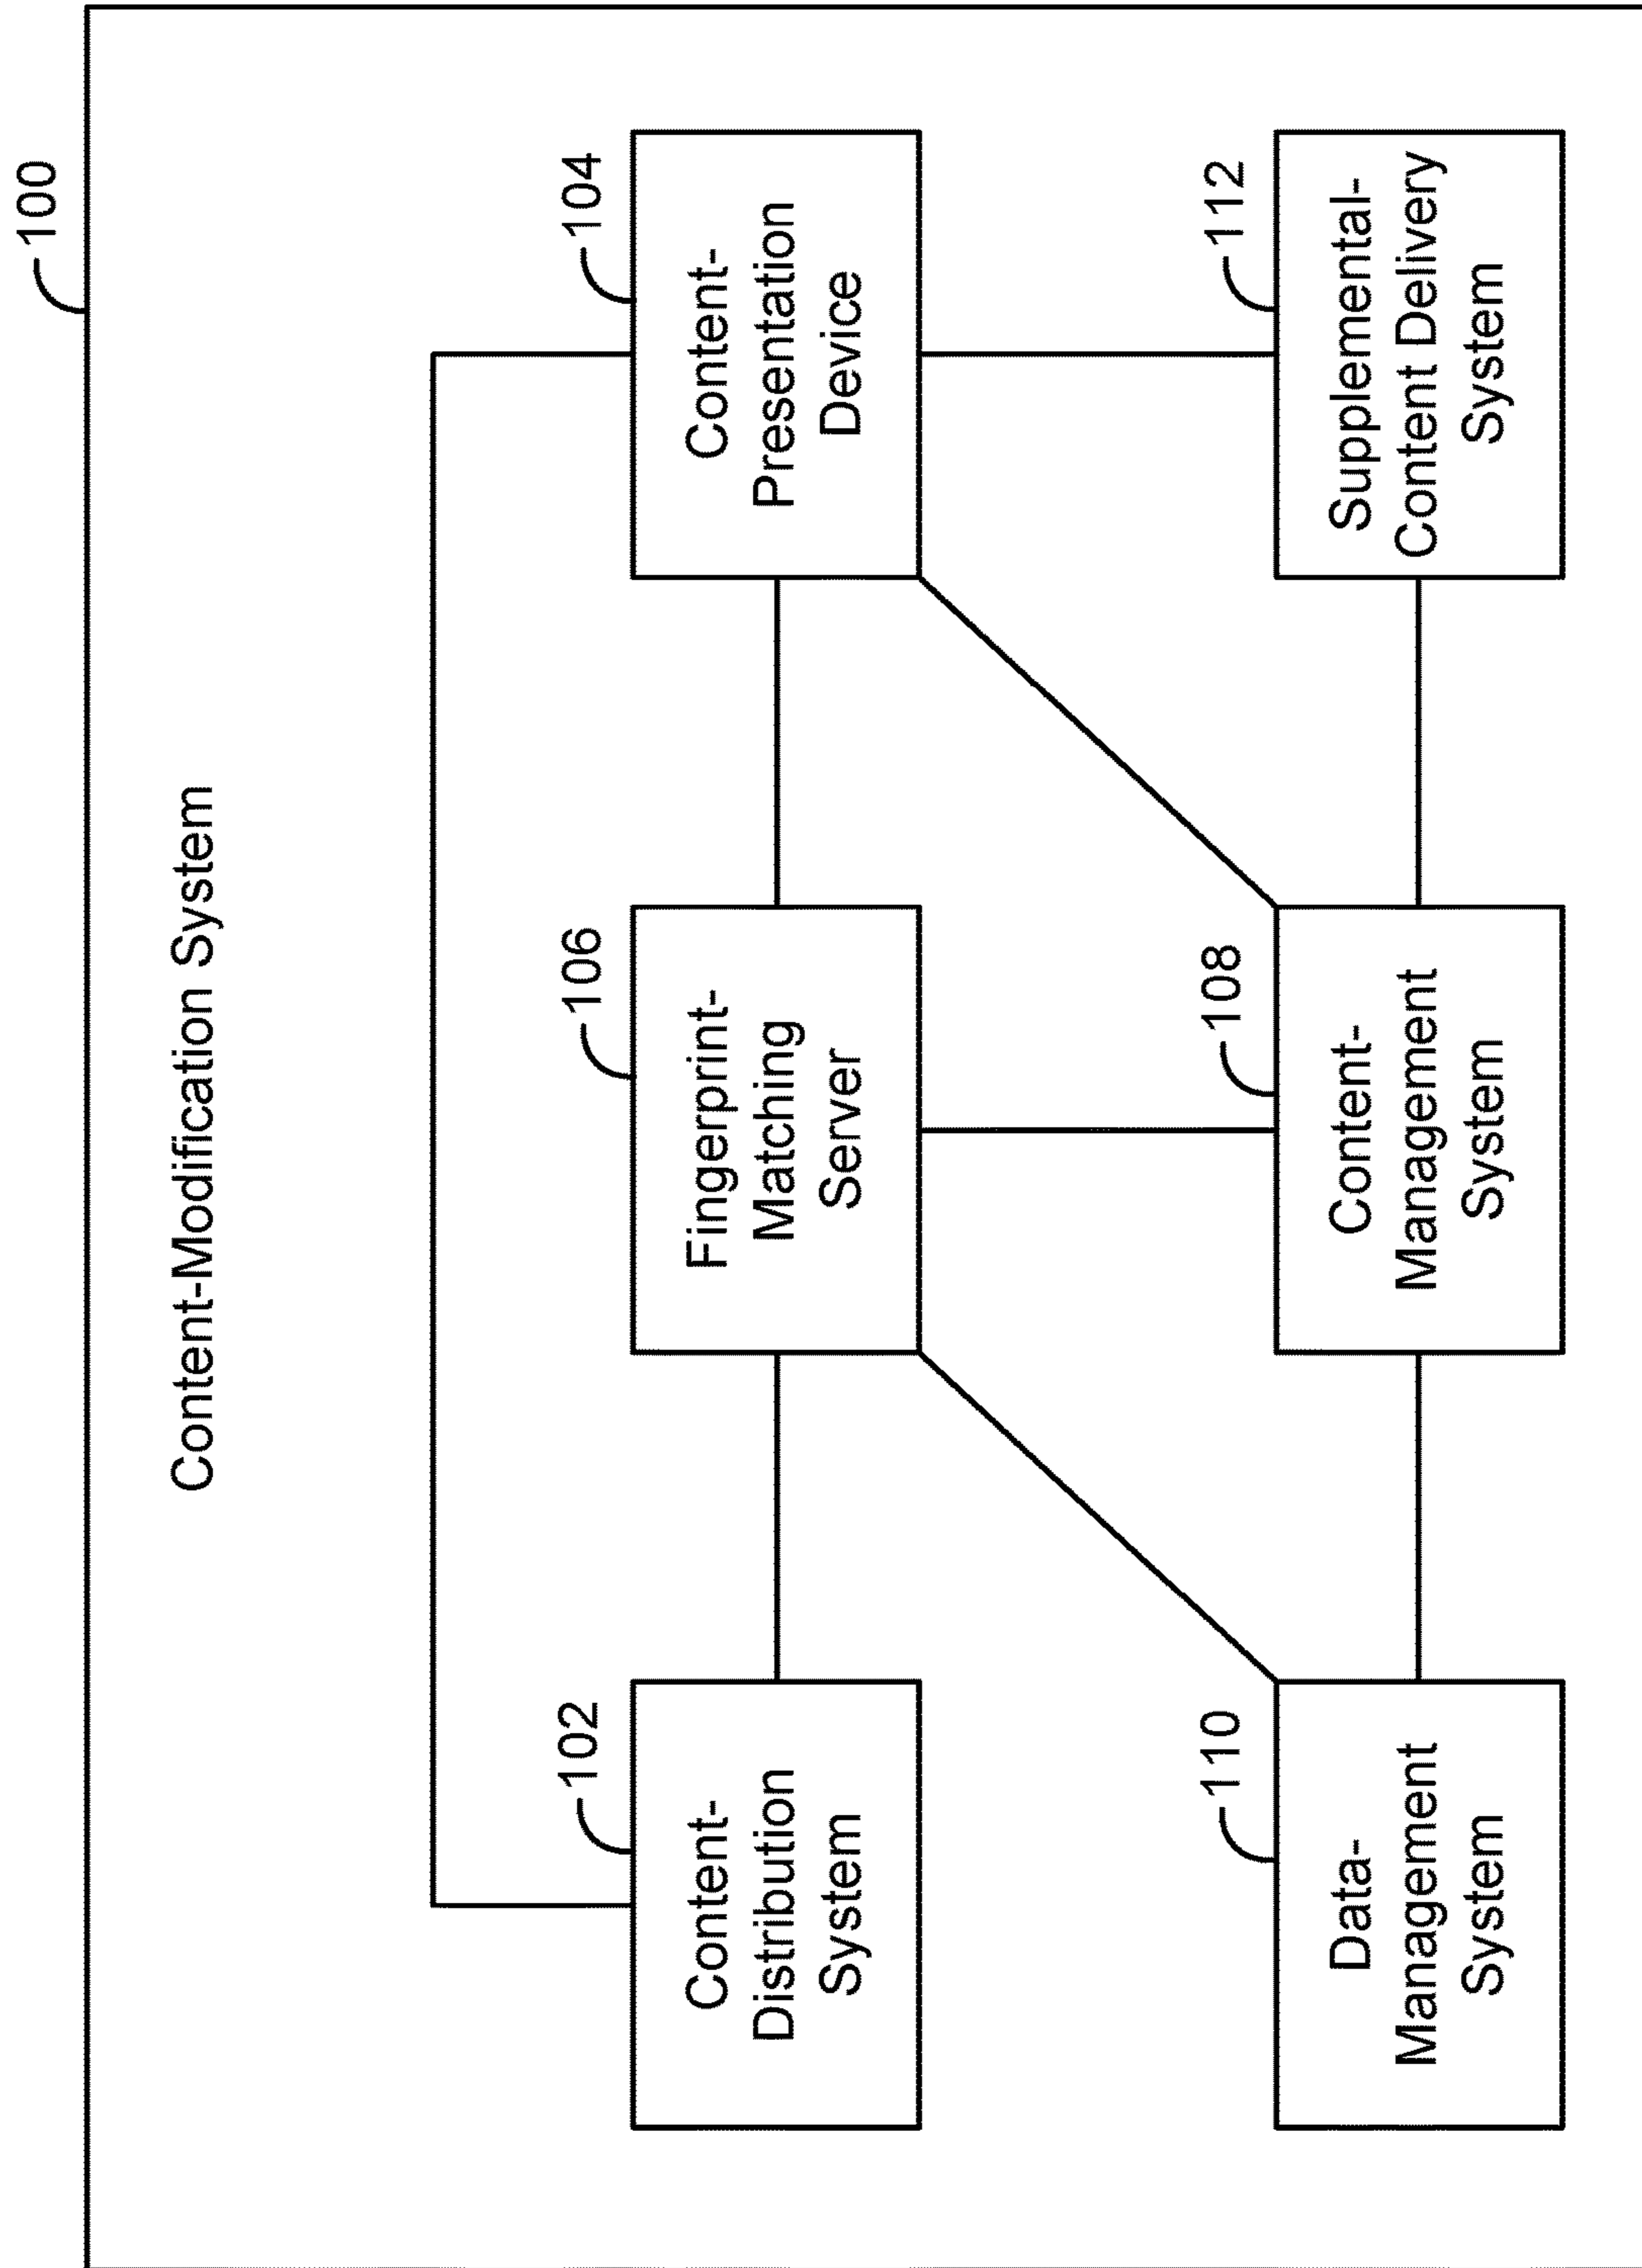 100
Content-Modification System
102
Content-
Distribution
System
106
Fingerprint-
Matching
Server
104
Content-
Presentation
Device
110
Data-
Management
System
108
Content-
Management
System
112
Supplemental-
Content Delivery
System